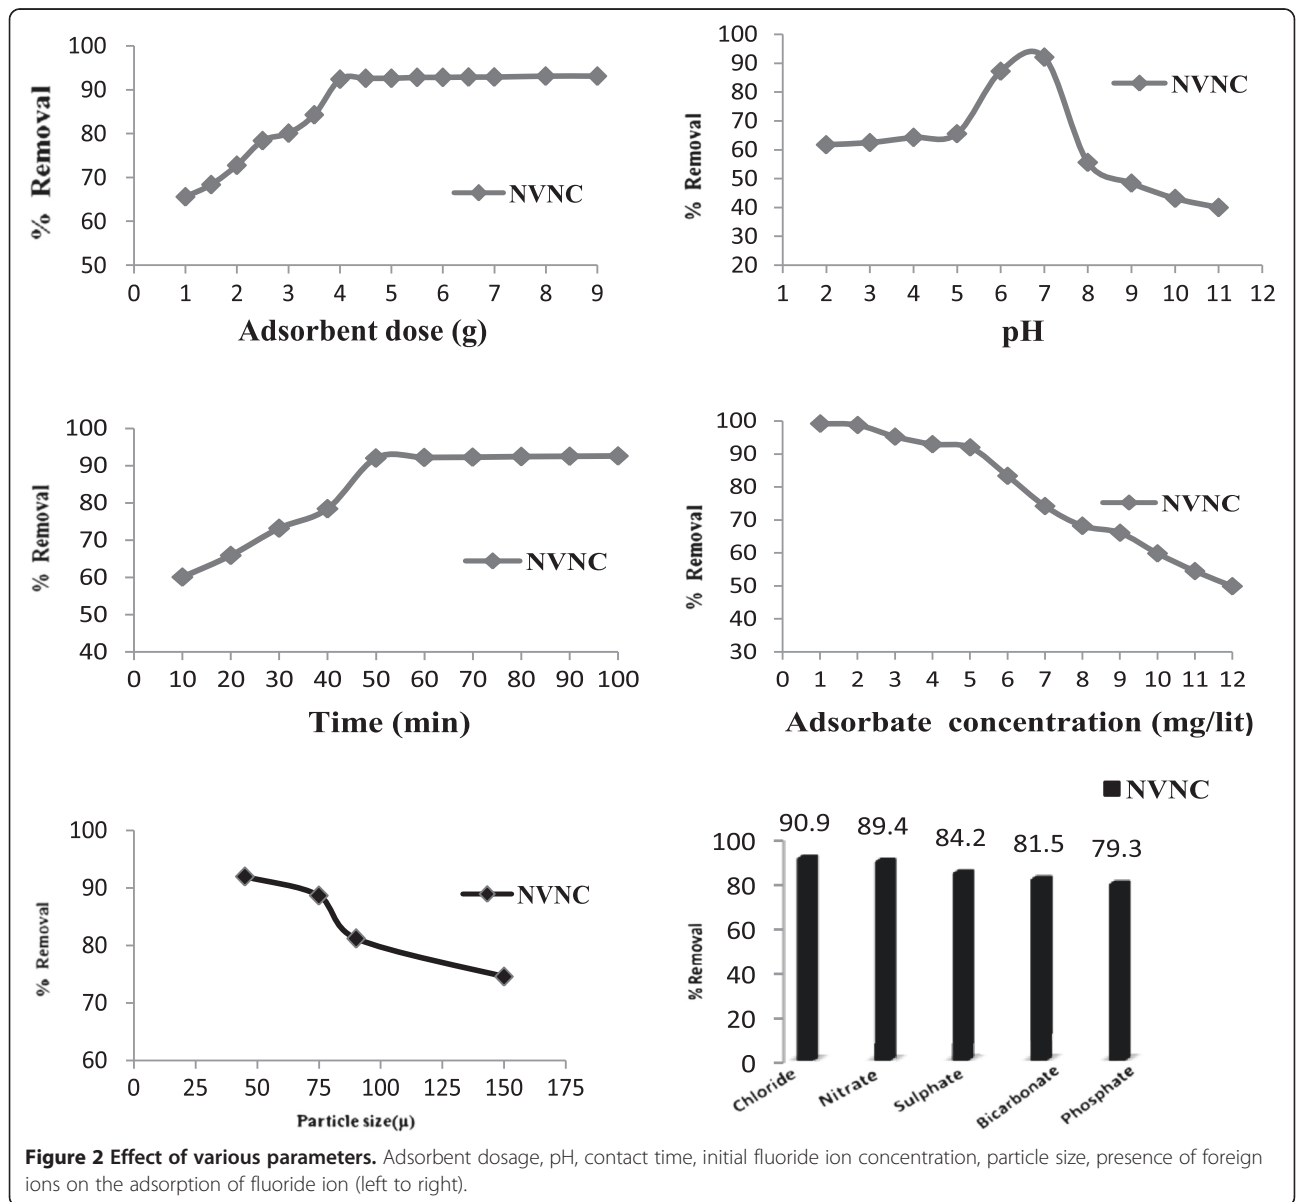 100
90
80
70
60
50
% Removal
NVNC
0 1 2 3 4 5 6 7 8 9
Adsorbent dose (g)
100
90
80
70
60
50
40
30
20
% Removal
NVNC
1 2 3 4 5 6 7 8 9 10 11 12
pH
100
90
80
70
60
50
40
% Removal
NVNC
0 10 20 30 40 50 60 70 80 90 100
Time (min)
100
90
80
70
60
50
40
30
% Removal
NVNC
0 1 2 3 4 5 6 7 8 9 10 11 12
Adsorbate concentration (mg/lit)
100
90
80
70
60
% Removal
NVNC
0 25 50 75 100 125 150 175
Particle size(µ)
NVNC
90.9 89.4 84.2 81.5 79.3
100
80
60
40
20
0
% Removal
Chloride Nitrate Sulphate Bicarbonate Phosphate
Figure 2 Effect of various parameters. Adsorbent dosage, pH, contact time, initial fluoride ion concentration, particle size, presence of foreign
ions on the adsorption of fluoride ion (left to right).